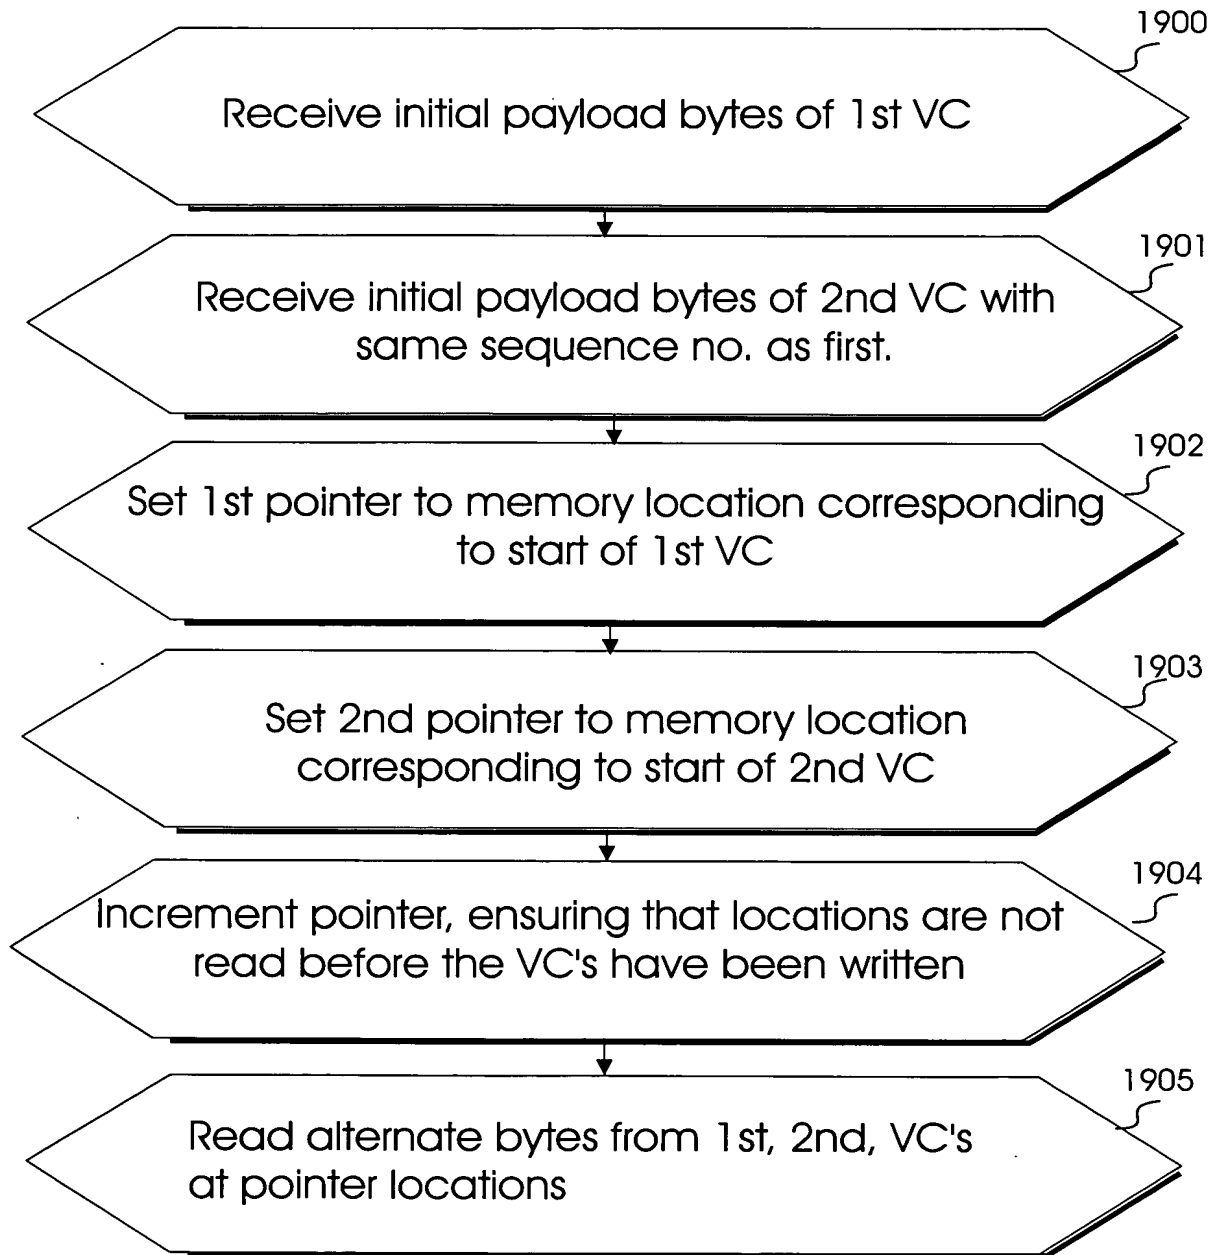 1900
Receive initial payload bytes of 1st VC
1901
Receive initial payload bytes of 2nd VC with
same sequence no. as first.
1902
Set 1st pointer to memory location corresponding
to start of 1st VC
1903
Set 2nd pointer to memory location
corresponding to start of 2nd VC
1904
Increment pointer, ensuring that locations are not
read before the VC's have been written
1905
Read alternate bytes from 1st, 2nd, VC's
at pointer locations